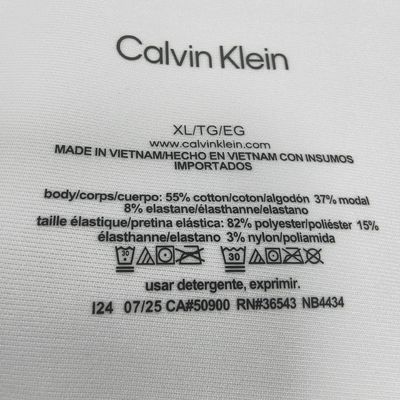 Calvin Klein
XL/TG/EG
www.calvinklein.com
MADE IN VIETNAM/HECHO EN VIETNAM CON INSUMOS
IMPORTADOS
body/corps/cuerpo: 55% cotton/coton/algodón 37% modal
8% elastane/élasthanne/elastano
taille élastique/pretina elástica: 82% polyester/poliéster 15%
élasthanne/elastano 3% nylon/poliamida
30 30
usar detergente, exprimir.
I24 07/25 CA#50900 RN#36543 NB4434